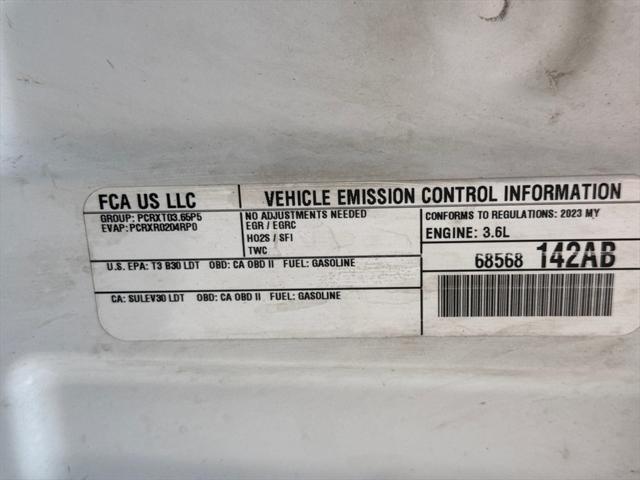 FCA US LLC
VEHICLE EMISSION CONTROL INFORMATION
GROUP: PCRXT03.65P5
EVAP: PCRXR0204RP0
NO ADJUSTMENTS NEEDED
EGR / EGRC
HO2S / SFI
TWC
CONFORMS TO REGULATIONS: 2023 MY
ENGINE: 3.6L
U.S. EPA: T3 B30 LDT OBD: CA OBD II FUEL: GASOLINE
68568 142AB
CA: SULEV30 LDT OBD: CA OBD II FUEL: GASOLINE